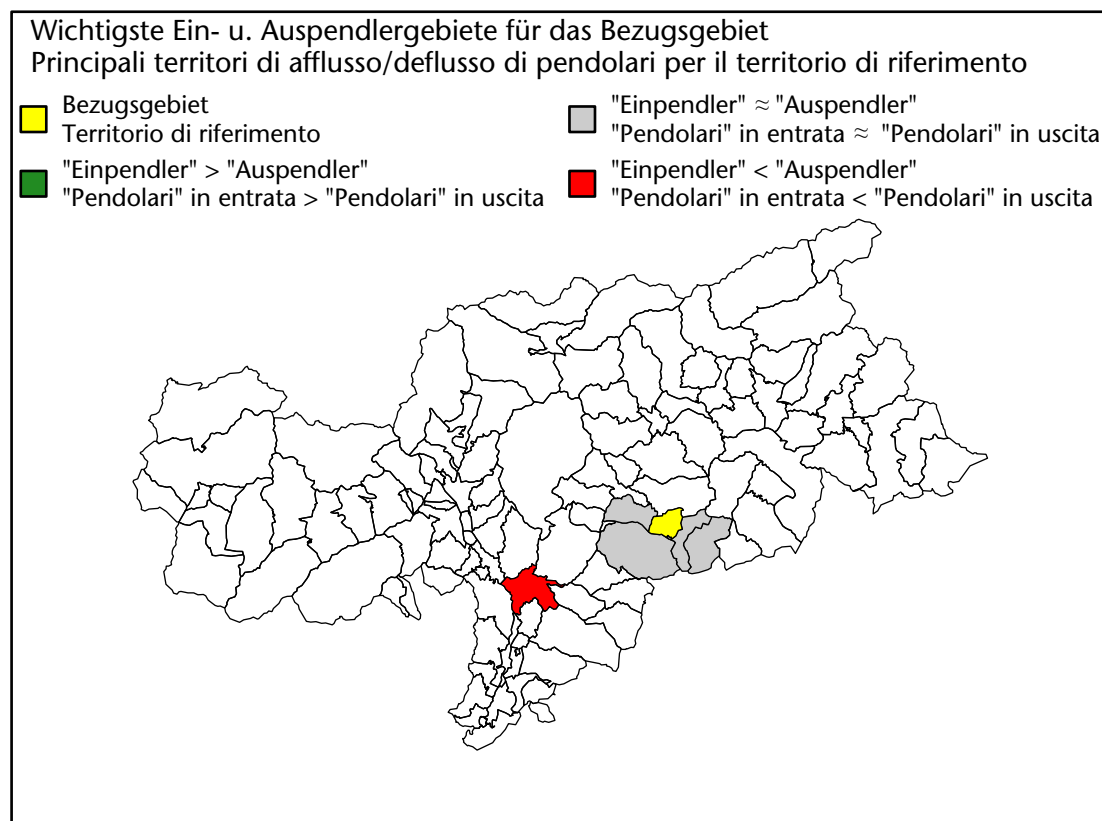 Wichtigste Ein- u. Auspendlergebiete für das Bezugsgebiet
Principali territori di afflusso/deflusso di pendolari per il territorio di riferimento
Bezugsgebiet
Territorio di riferimento
"Einpendler" > "Auspendler"
"Pendolari" in entrata > "Pendolari" in uscita
"Einpendler" ≈ "Auspendler"
"Pendolari" in entrata ≈ "Pendolari" in uscita
"Einpendler" < "Auspendler"
"Pendolari" in entrata < "Pendolari" in uscita